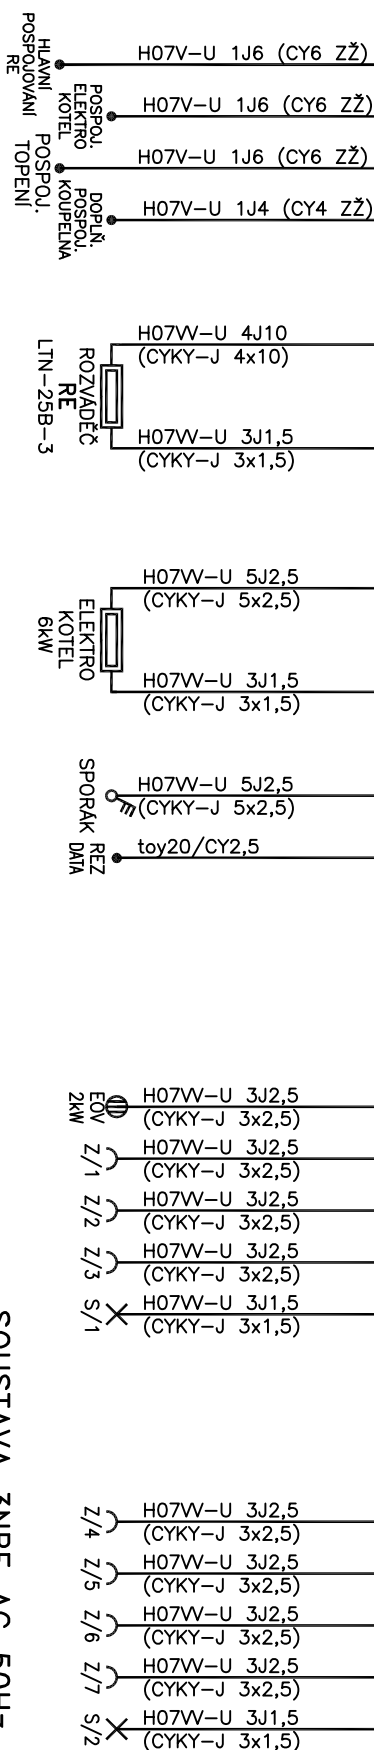 HLAVNÍ
POSPOJOVÁNÍ
RE
H07V-U 1J6 (CY6 ZŽ)
POSPOJ.
ELEKTRO
KOTEL
H07V-U 1J6 (CY6 ZŽ)
POSPOJ.
TOPENÍ
H07V-U 1J6 (CY6 ZŽ)
DOPLŇ.
POSPOJ.
KOUPELNA
H07V-U 1J4 (CY4 ZŽ)
ROZVÁDĚČ
RE
LTN-25B-3
H07VV-U 4J10
(CYKY-J 4x10)
H07VV-U 3J1,5
(CYKY-J 3x1,5)
ELEKTRO
KOTEL
6kW
H07VV-U 5J2,5
(CYKY-J 5x2,5)
H07VV-U 3J1,5
(CYKY-J 3x1,5)
SPORÁK
H07VV-U 5J2,5
(CYKY-J 5x2,5)
REZ
DATA
toy20/CY2,5
EOV
2kW
H07VV-U 3J2,5
(CYKY-J 3x2,5)
Z/1
H07VV-U 3J2,5
(CYKY-J 3x2,5)
Z/2
H07VV-U 3J2,5
(CYKY-J 3x2,5)
Z/3
H07VV-U 3J2,5
(CYKY-J 3x2,5)
S/1
H07VV-U 3J1,5
(CYKY-J 3x1,5)
Z/4
H07VV-U 3J2,5
(CYKY-J 3x2,5)
Z/5
H07VV-U 3J2,5
(CYKY-J 3x2,5)
Z/6
H07VV-U 3J2,5
(CYKY-J 3x2,5)
Z/7
H07VV-U 3J2,5
(CYKY-J 3x2,5)
S/2
H07VV-U 3J1,5
(CYKY-J 3x1,5)
SOUSTAVA 3NPE AC 50Hz